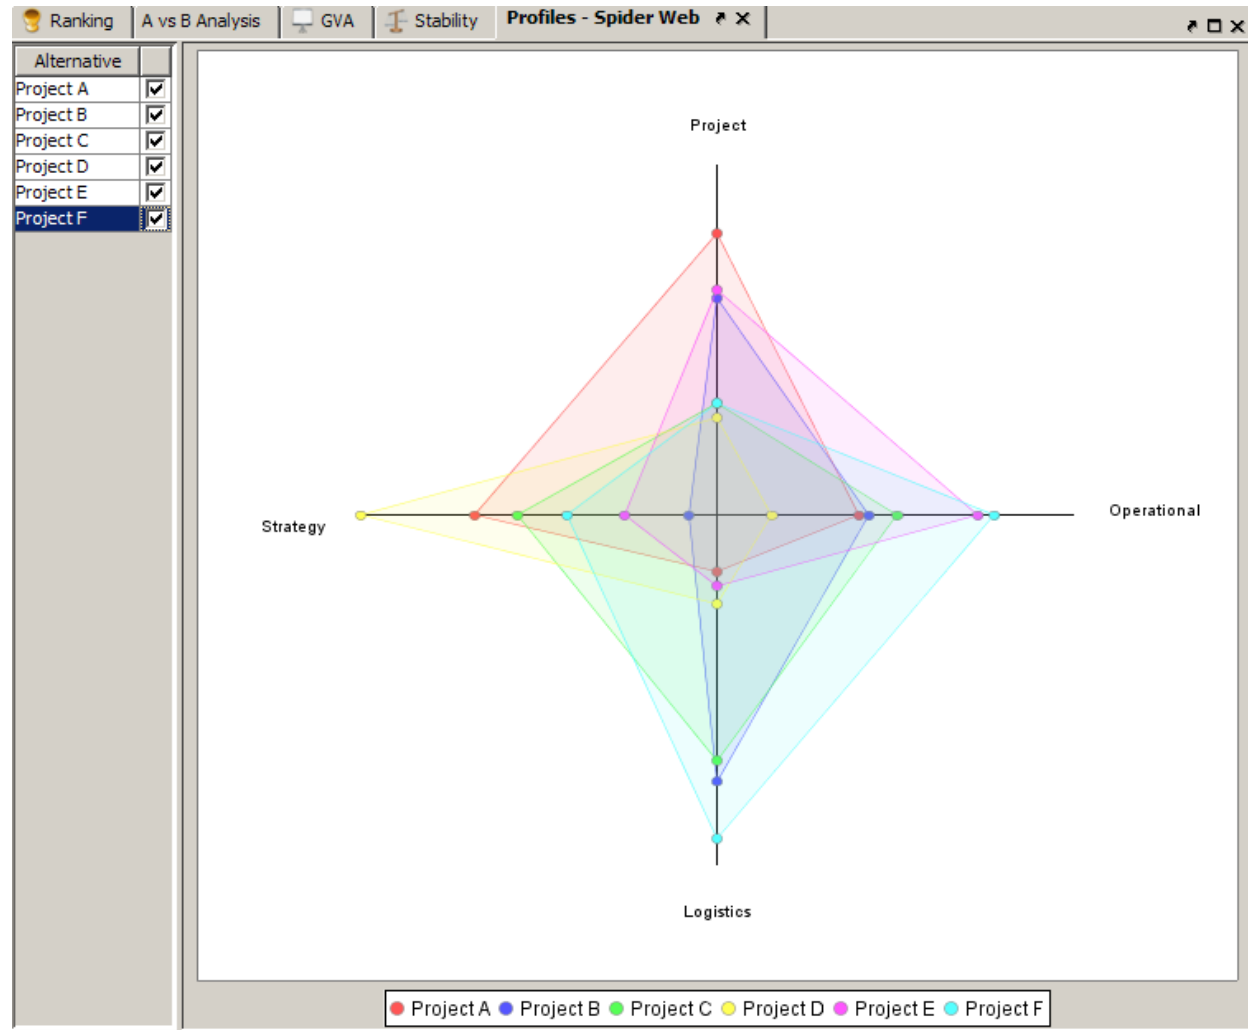 Ranking A vs B Analysis GVA Stability Profiles - Spider Web
Alternative
Project A
Project B
Project C
Project D
Project E
Project F
Project
Strategy
Operational
Logistics
Project A Project B Project C Project D Project E Project F